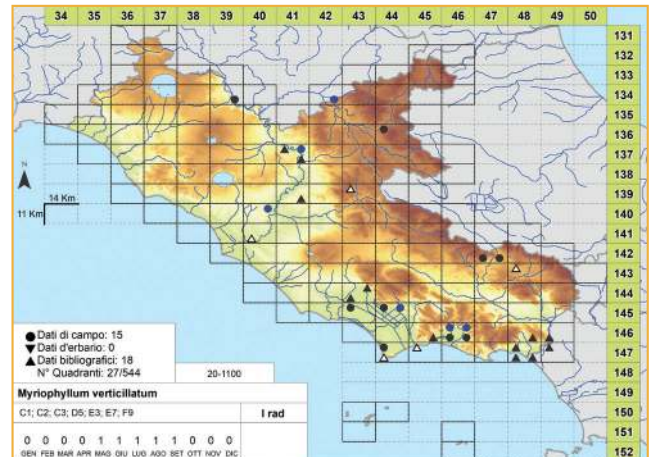 34 35 36 37 38 39 40 41 42 43 44 45 46 47 48 49 50
131
132
133
134
136
137
139
140
141
142
143
144
146
147
149
150
151
152
N
14 Km
11 Km
Dati di campo: 15
Dati d'erbario: 0
Dati bibliografici: 18
N° Quadranti: 27/544
20-1100
Myriophyllum verticillatum
C1; C2; C3; D5; E3; E7; F9
I rad
0 0 0 0 1 1 1 1 1 0 0 0
GEN FEB MAR APR MAG GIU LUG AGO SET OTT NOV DIC